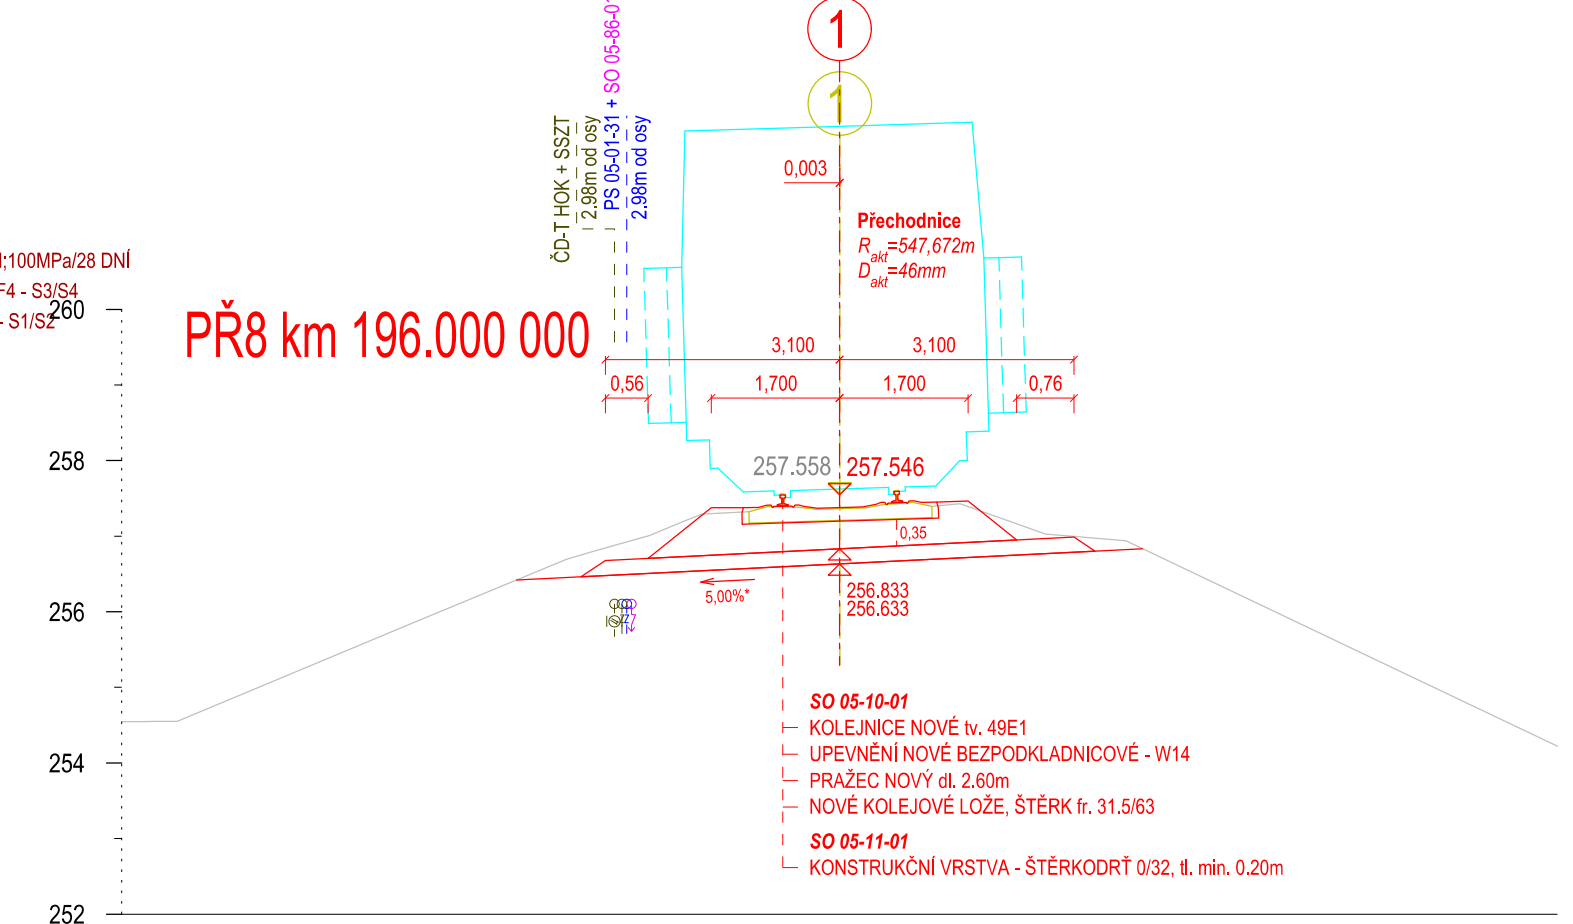 1
1
ČD-T HOK + SSZT
2.98m od osy
PS 05-01-31 + SO 05-86-01
2.98m od osy
0,003
Přechodnice
Rakt=547,672m
Dakt=46mm
;100MPa/28 DNÍ
F4 - S3/S4
- S1/S2
260
PŘ8 km 196.000 000
3,100
3,100
0,56
1,700
1,700
0,76
258
257.558
257.546
0,35
5,00%*
256.833
256.633
256
SO 05-10-01
KOLEJNICE NOVÉ tv. 49E1
UPEVNĚNÍ NOVÉ BEZPODKLADNICOVÉ - W14
PRAŽEC NOVÝ dl. 2.60m
254
NOVÉ KOLEJOVÉ LOŽE, ŠTĚRK fr. 31.5/63
SO 05-11-01
KONSTRUKČNÍ VRSTVA - ŠTĚRKODRŤ 0/32, tl. min. 0.20m
252